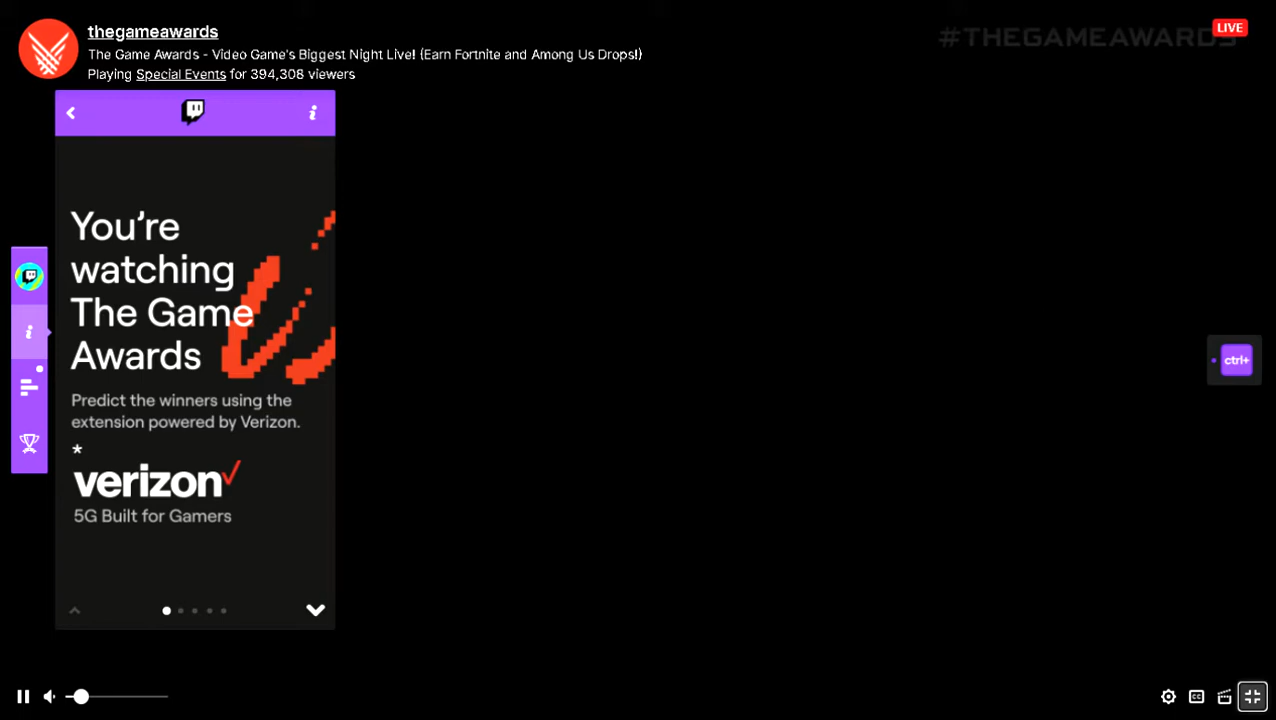 thegameawards
The Game Awards - Video Game's Biggest Night Live! (Earn Fortnite and Among Us Drops!)
Playing Special Events for 394,308 viewers
#THEGAMEAWARDS
LIVE
i
You're
watching
The Game
Awards
Predict the winners using the
extension powered by Verizon.
*
verizon✓
5G Built for Gamers
i
ctrl+
CC